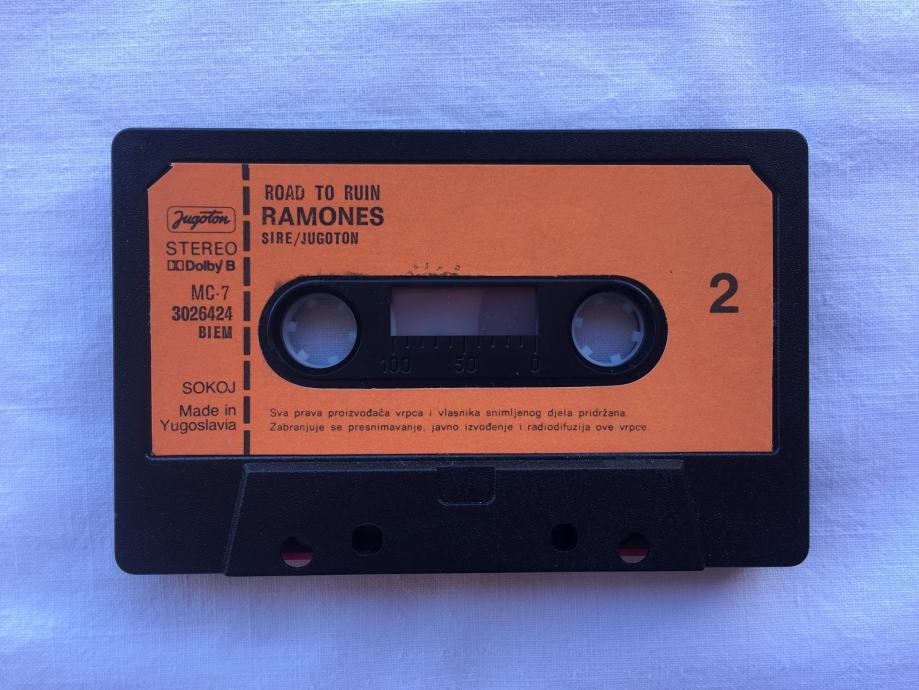 Jugoton
STEREO
Dolby B
MC·7
3026424
BIEM
SOKOJ
Made in
Yugoslavia
ROAD TO RUIN
RAMONES
SIRE/JUGOTON
2
100 50 0
Sva prava proizvođača vrpca i vlasnika snimljenog djela pridržana.
Zabranjuje se presnimavanje, javno izvođenje i radiodifuzija ove vrpce.